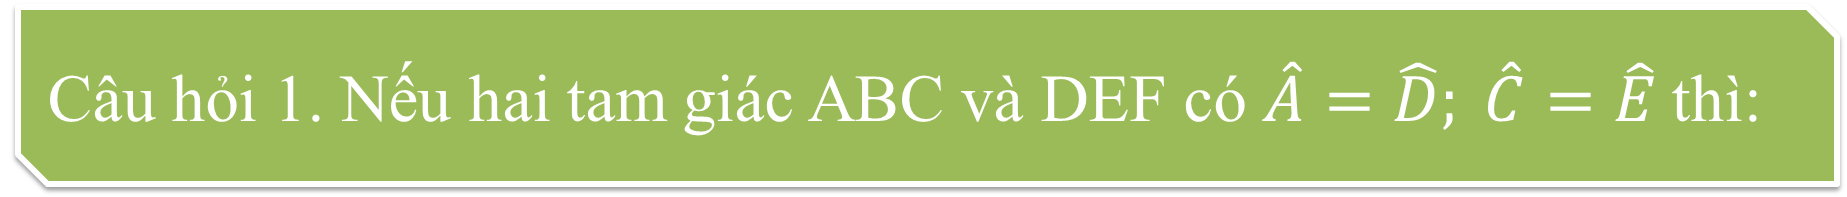 Câu hỏi 1. Nếu hai tam giác ABC và DEF có Â = D̂; Ĉ = Ê thì: